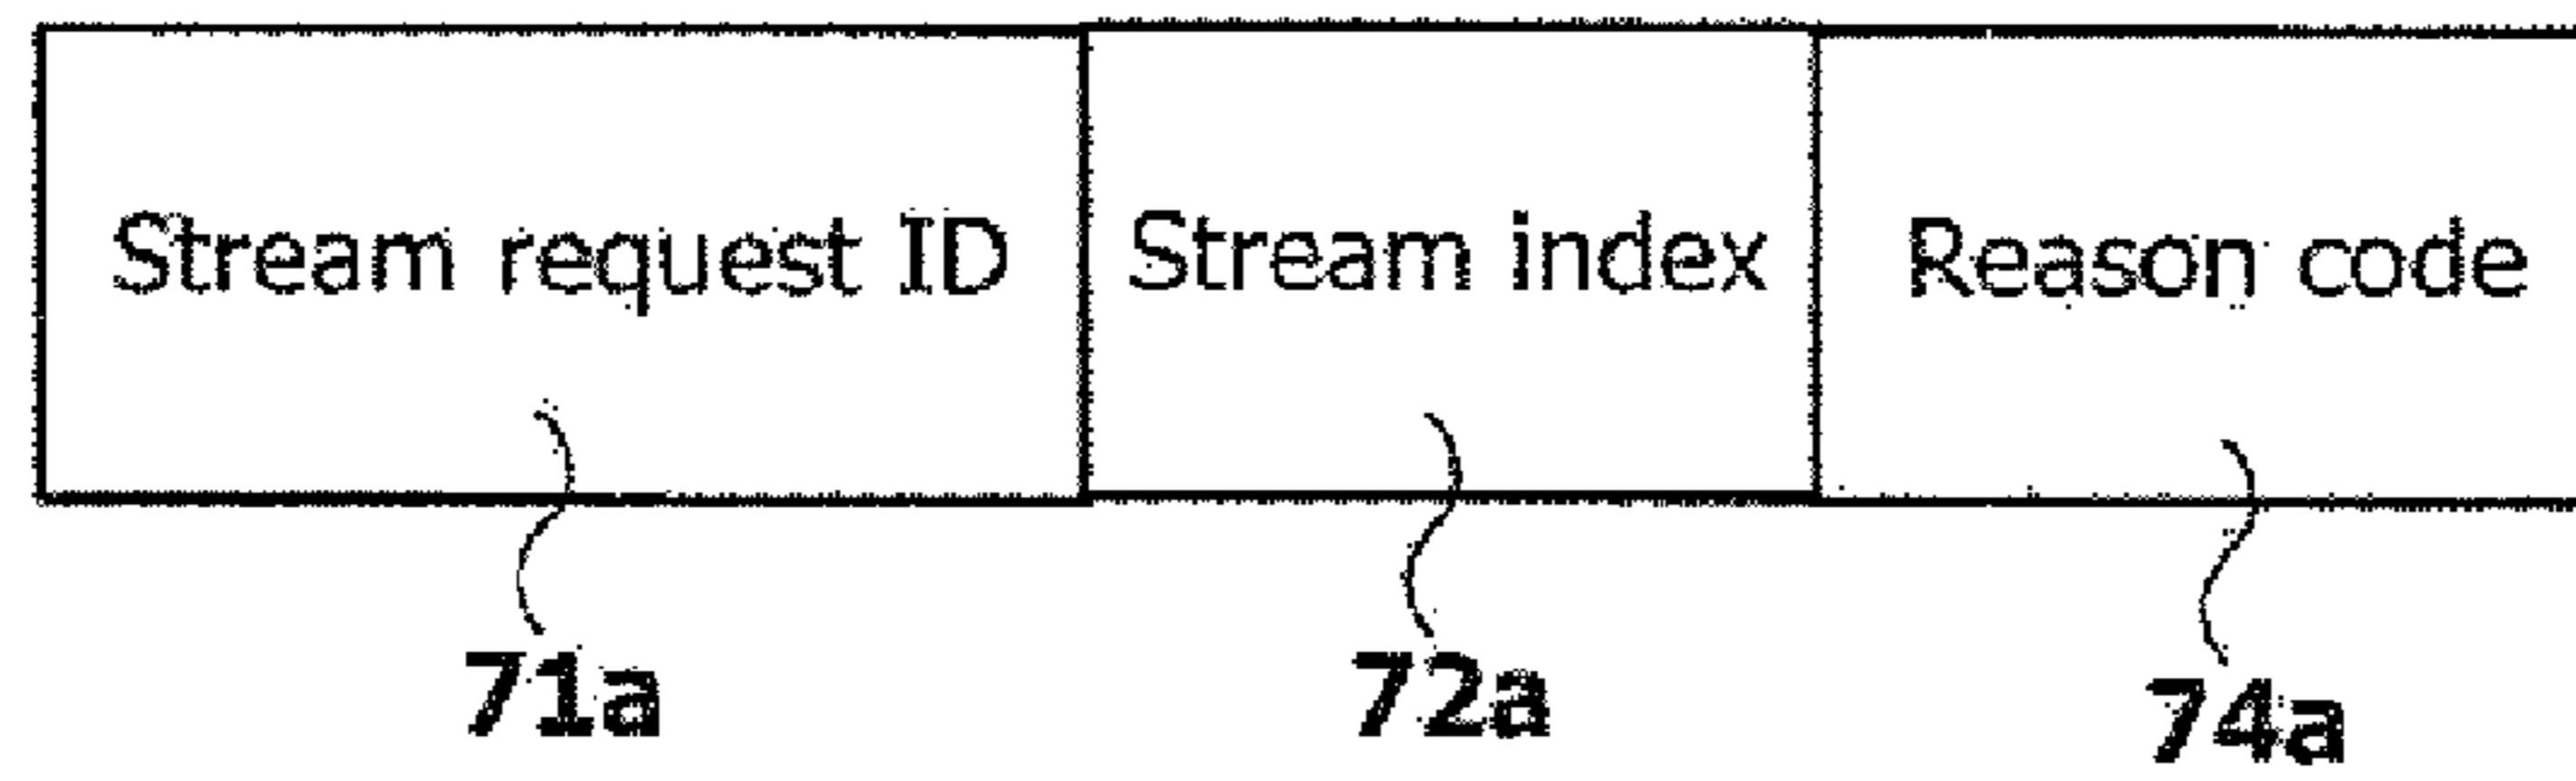 Stream request ID Stream index Reason code
71a 72a 74a